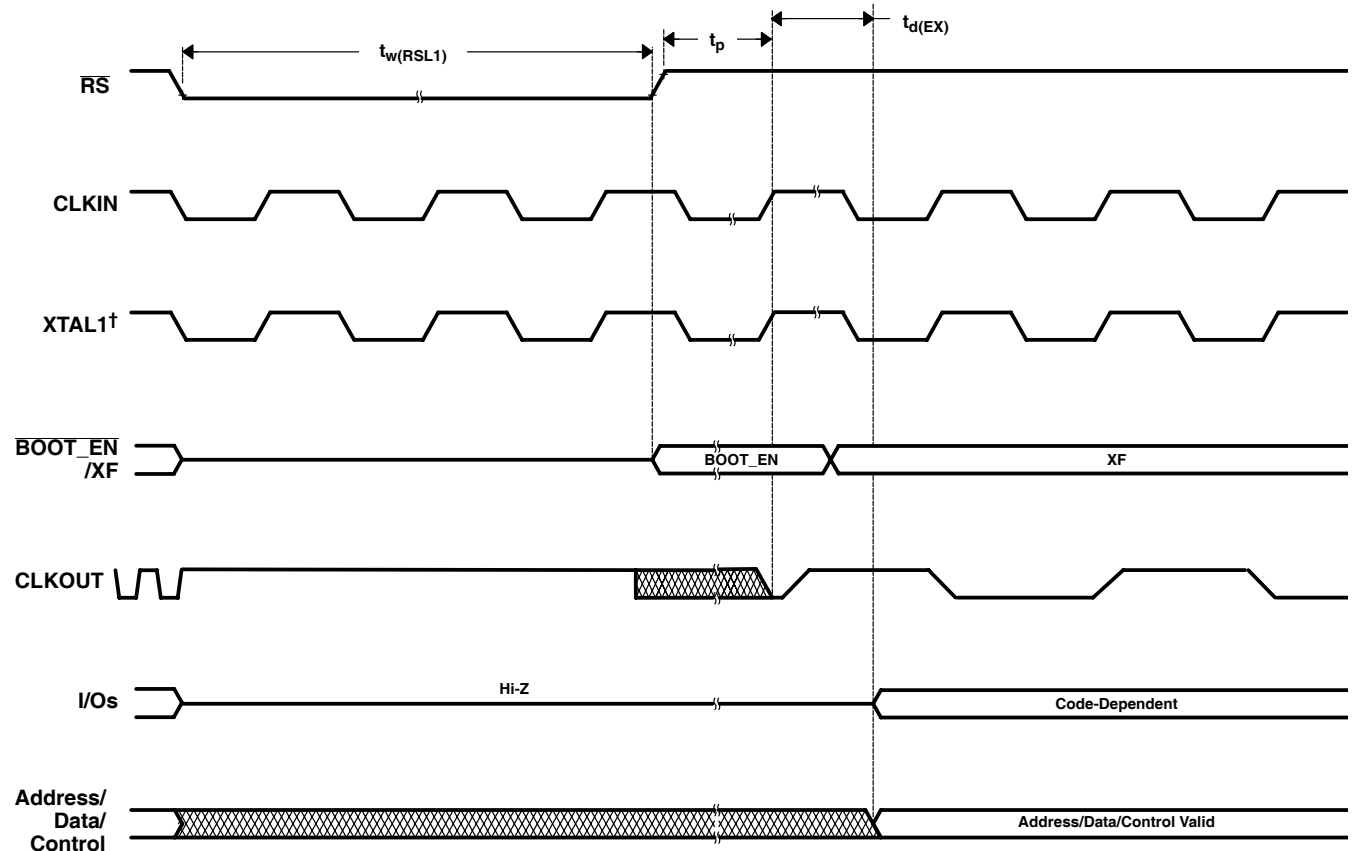 t_w(RSL1)
t_p
t_d(EX)
RS
CLKIN
XTAL1†
BOOT_EN
/XF
BOOT_EN
XF
CLKOUT
I/Os
Hi-Z
Code-Dependent
Address/
Data/
Control
Address/Data/Control Valid